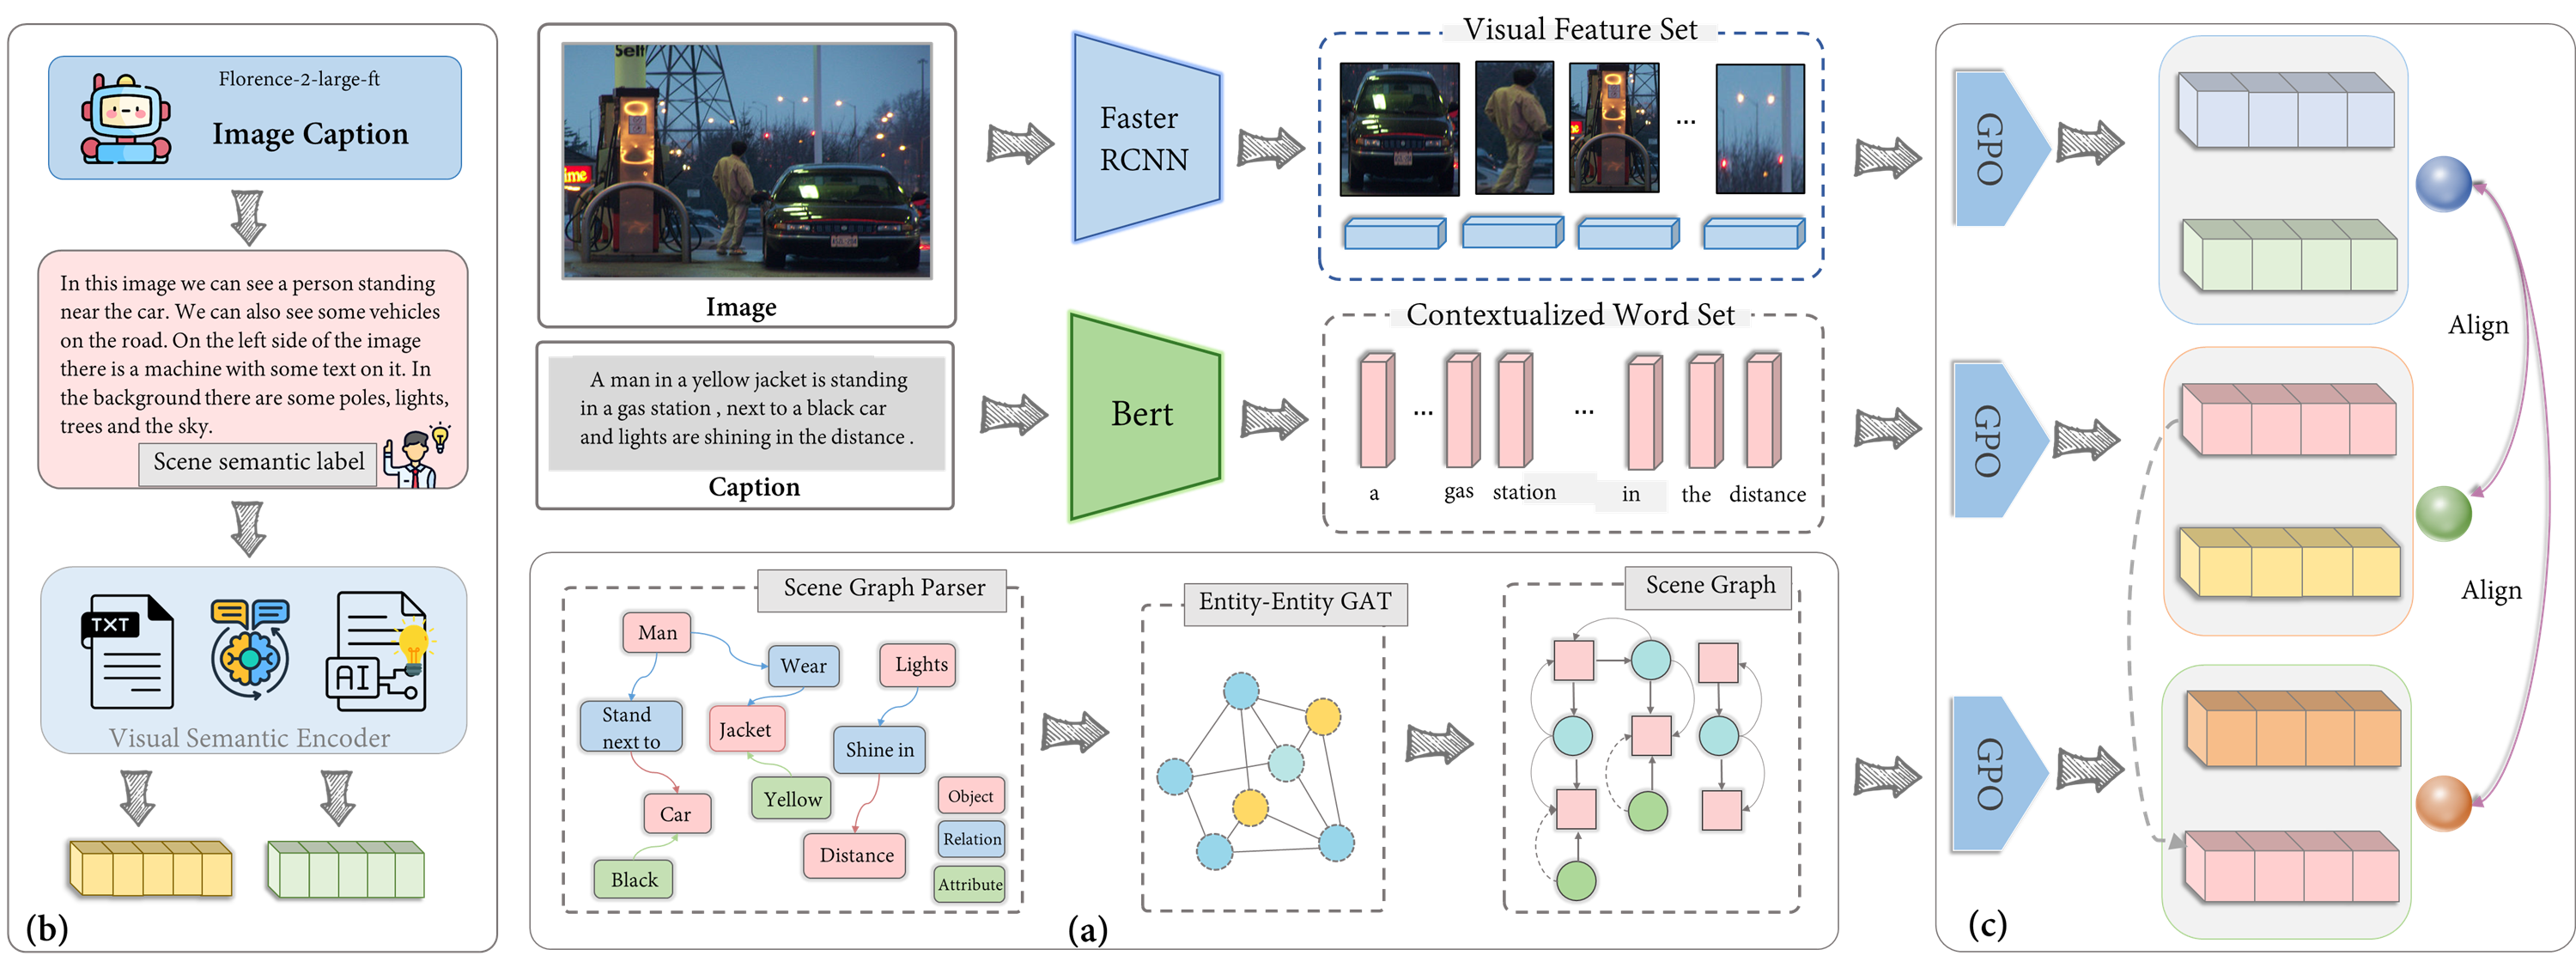 Florence-2-large-ft
Image Caption
In this image we can see a person standing
near the car. We can also see some vehicles
on the road. On the left side of the image
there is a machine with some text on it. In
the background there are some poles, lights,
trees and the sky.
Scene semantic label
TXT
AI
Visual Semantic Encoder
(b)
Self
ime
Image
A man in a yellow jacket is standing
in a gas station , next to a black car
and lights are shining in the distance .
Caption
Faster
RCNN
Bert
Visual Feature Set
...
Contextualized Word Set
... ...
a gas station in the distance
Scene Graph Parser
Man
Wear
Lights
Stand
next to
Jacket
Shine in
Yellow
Car
Distance
Black
Object
Relation
Attribute
Entity-Entity GAT
Scene Graph
(a)
GPO
GPO
GPO
Align
Align
(c)